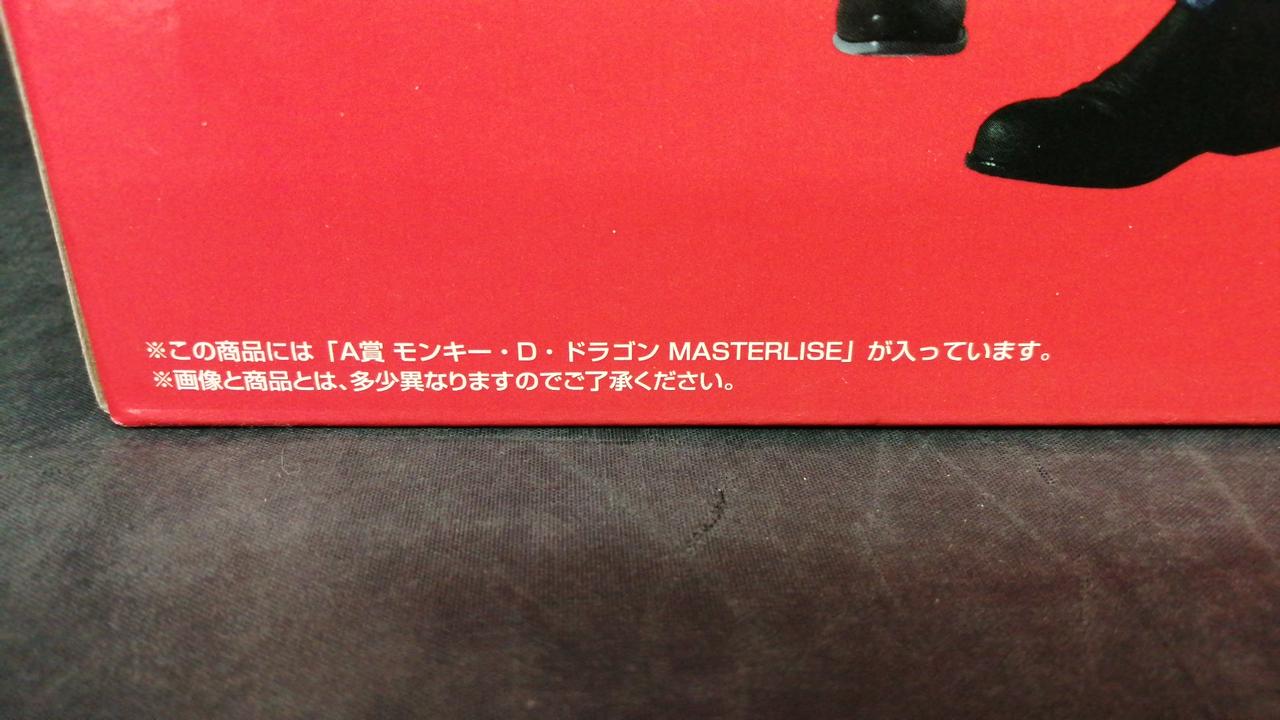 ※この商品には「A賞 モンキー・D・ドラゴン MASTERLISE」が入っています。
※画像と商品とは、多少異なりますのでご了承ください。